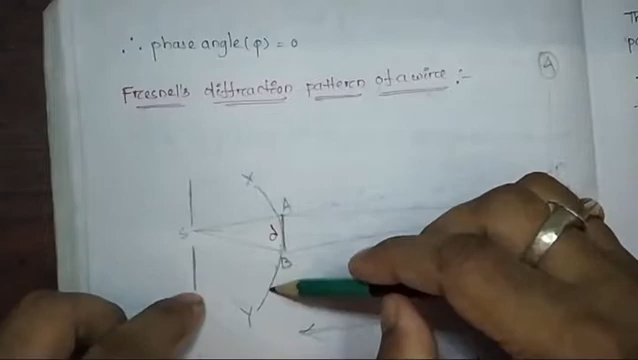 ∴ phase angle (φ) = 0
Fresnel's diffraction pattern of a wire :-
A
X
A
S
d
B
Y